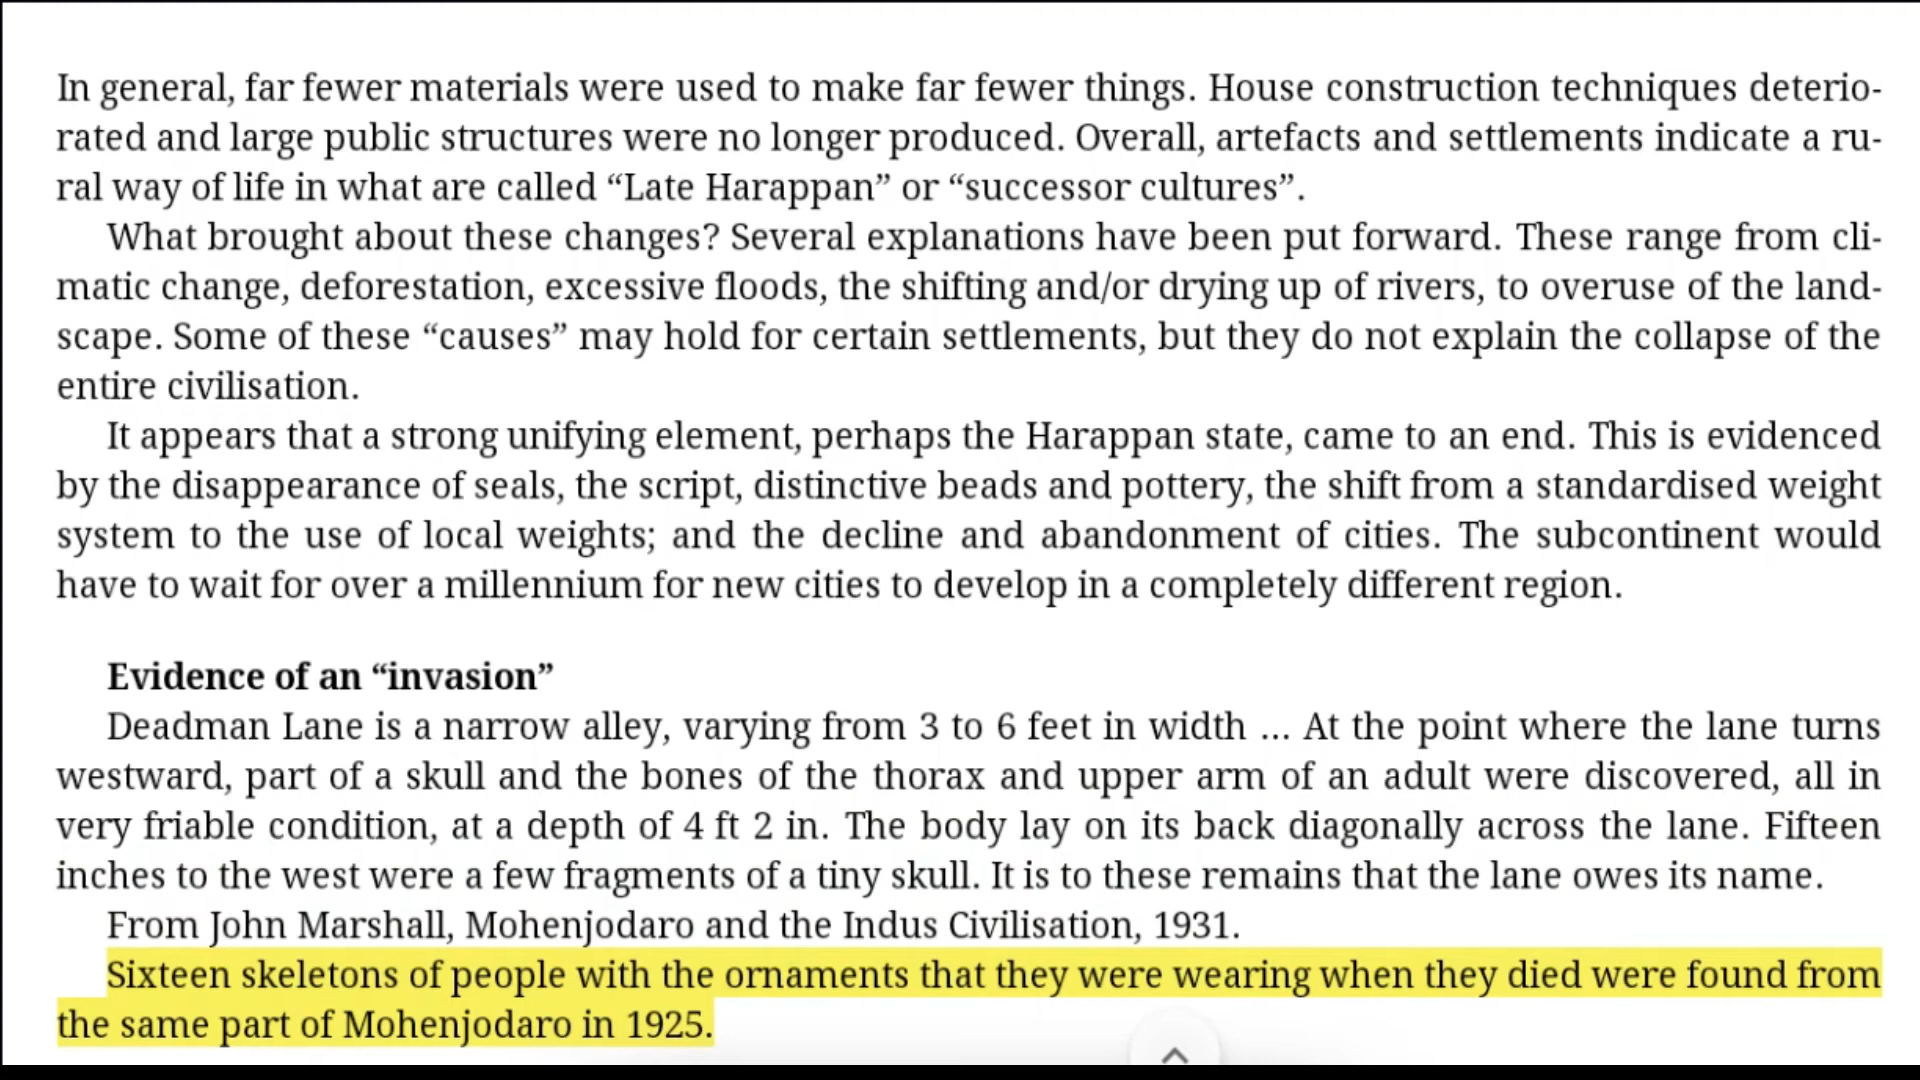 In general, far fewer materials were used to make far fewer things. House construction techniques deterio-
rated and large public structures were no longer produced. Overall, artefacts and settlements indicate a ru-
ral way of life in what are called “Late Harappan” or “successor cultures”.
What brought about these changes? Several explanations have been put forward. These range from cli-
matic change, deforestation, excessive floods, the shifting and/or drying up of rivers, to overuse of the land-
scape. Some of these “causes” may hold for certain settlements, but they do not explain the collapse of the
entire civilisation.
It appears that a strong unifying element, perhaps the Harappan state, came to an end. This is evidenced
by the disappearance of seals, the script, distinctive beads and pottery, the shift from a standardised weight
system to the use of local weights; and the decline and abandonment of cities. The subcontinent would
have to wait for over a millennium for new cities to develop in a completely different region.
Evidence of an “invasion”
Deadman Lane is a narrow alley, varying from 3 to 6 feet in width ... At the point where the lane turns
westward, part of a skull and the bones of the thorax and upper arm of an adult were discovered, all in
very friable condition, at a depth of 4 ft 2 in. The body lay on its back diagonally across the lane. Fifteen
inches to the west were a few fragments of a tiny skull. It is to these remains that the lane owes its name.
From John Marshall, Mohenjodaro and the Indus Civilisation, 1931.
Sixteen skeletons of people with the ornaments that they were wearing when they died were found from
the same part of Mohenjodaro in 1925.